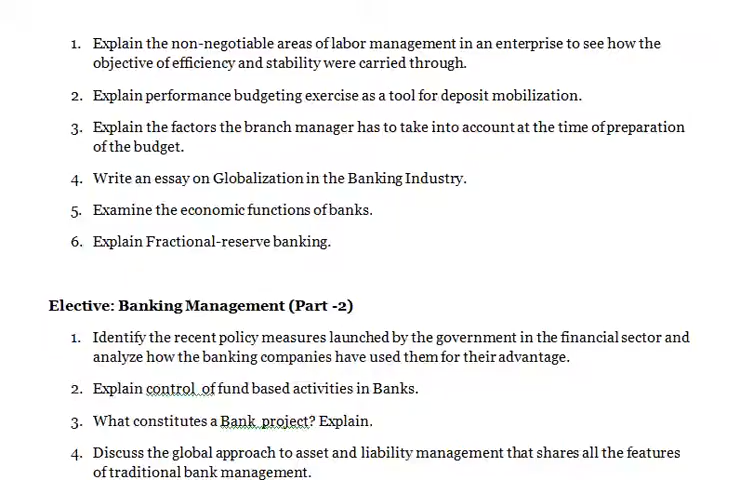 1. Explain the non-negotiable areas of labor management in an enterprise to see how the
objective of efficiency and stability were carried through.
2. Explain performance budgeting exercise as a tool for deposit mobilization.
3. Explain the factors the branch manager has to take into account at the time of preparation
of the budget.
4. Write an essay on Globalization in the Banking Industry.
5. Examine the economic functions of banks.
6. Explain Fractional-reserve banking.
Elective: Banking Management (Part -2)
1. Identify the recent policy measures launched by the government in the financial sector and
analyze how the banking companies have used them for their advantage.
2. Explain control of fund based activities in Banks.
3. What constitutes a Bank project? Explain.
4. Discuss the global approach to asset and liability management that shares all the features
of traditional bank management.